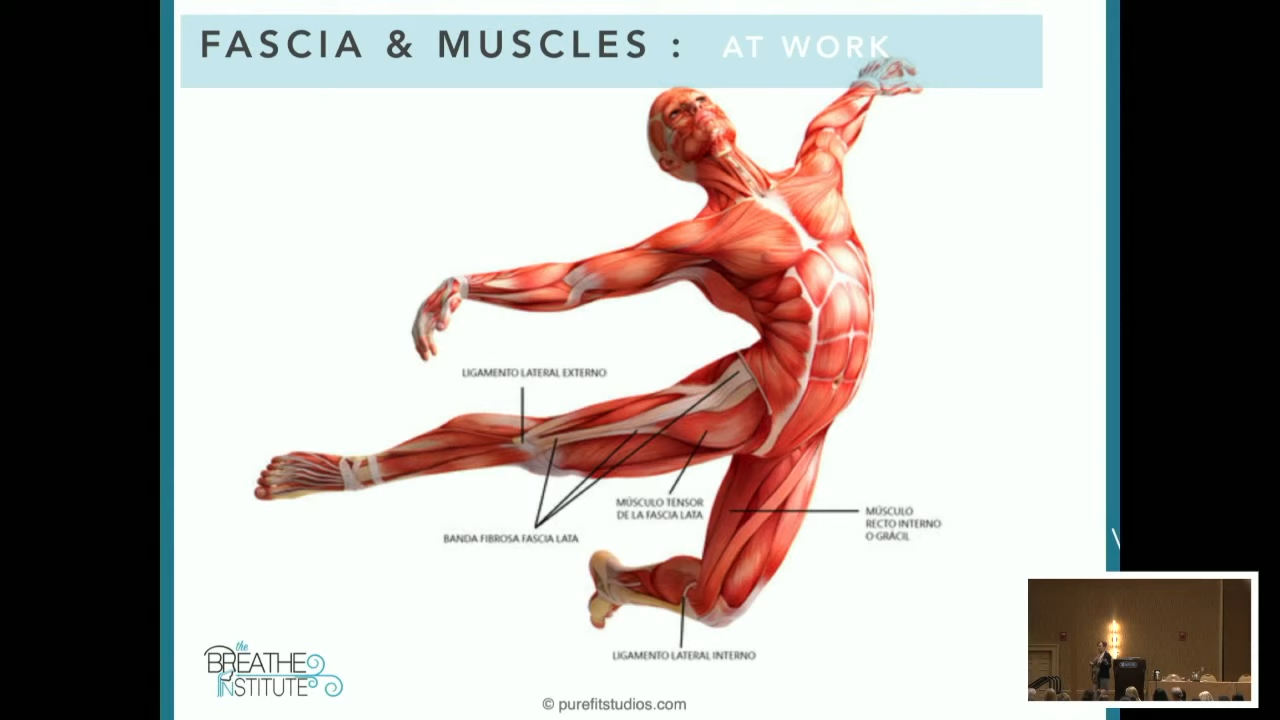 FASCIA & MUSCLES : AT WORK
LIGAMENTO LATERAL EXTERNO
MÚSCULO TENSOR
DE LA FASCIA LATA
MÚSCULO
RECTO INTERNO
O GRÁCIL
BANDA FIBROSA FASCIA LATA
LIGAMENTO LATERAL INTERNO
the
BREATHE
INSTITUTE
© purefitstudios.com